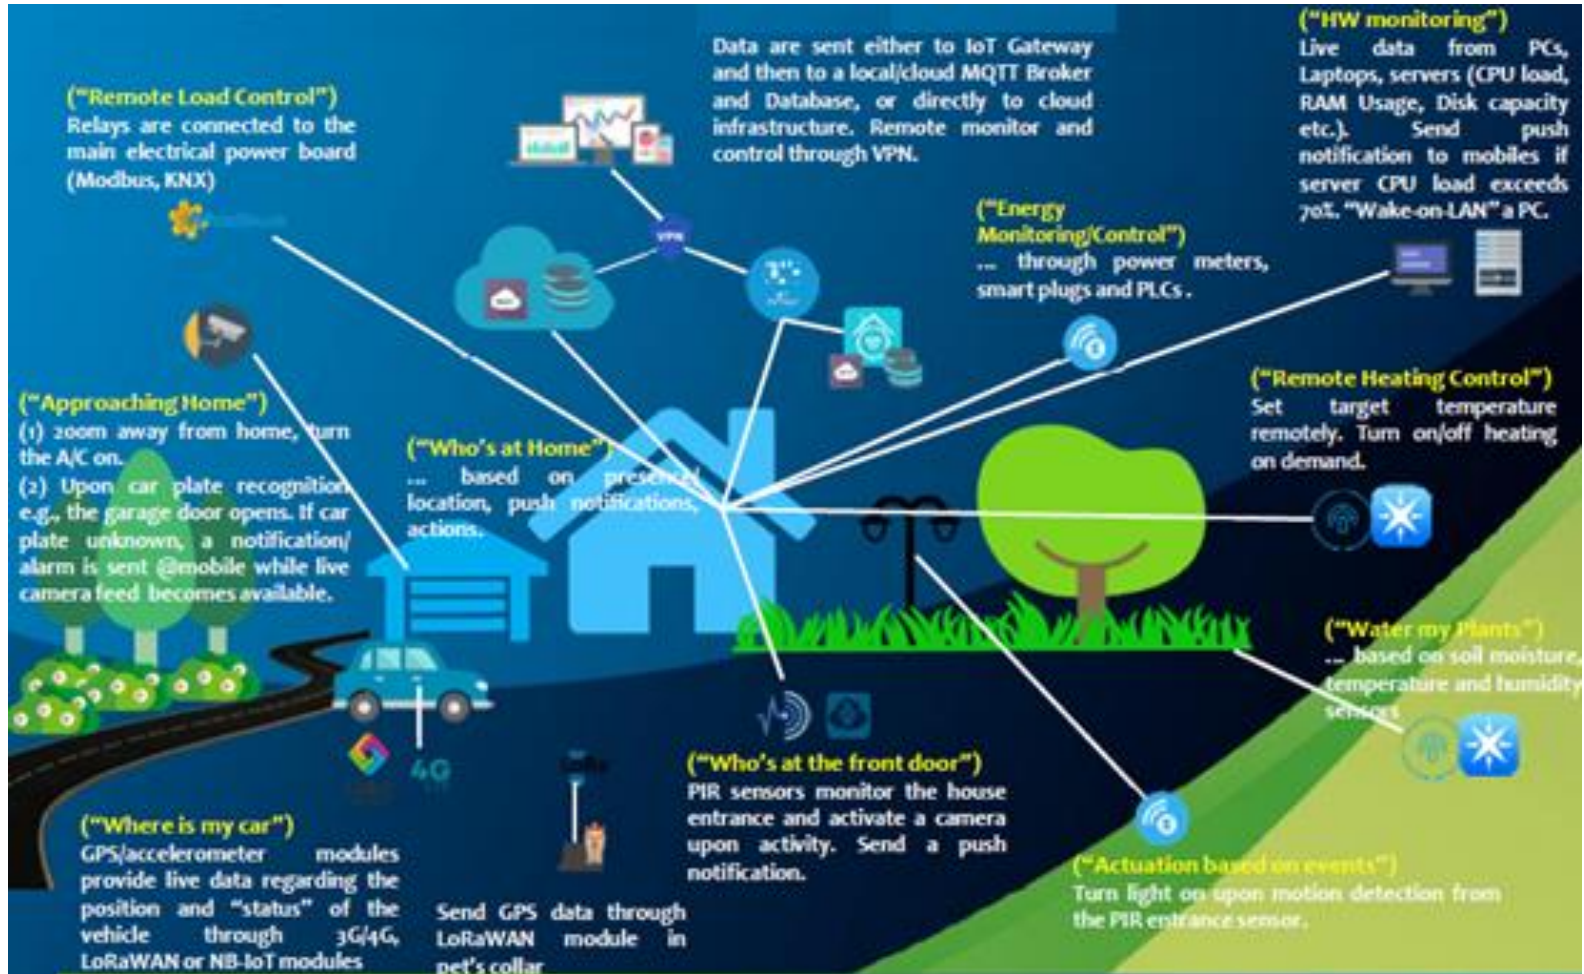 ("Remote Load Control")
Relays are connected to the
main electrical power board
(Modbus, KNX)
Data are sent either to IoT Gateway
and then to a local/cloud MQTT Broker
and Database, or directly to cloud
infrastructure. Remote monitor and
control through VPN.
("HW monitoring")
Live data from PCs,
Laptops, servers (CPU load,
RAM Usage, Disk capacity
etc.). Send push
notification to mobiles if
server CPU load exceeds
70%. "Wake-on-LAN" a PC.
VPN
("Energy
Monitoring/Control")
... through power meters,
smart plugs and PLCs .
("Approaching Home")
(1) 200m away from home, turn
the A/C on.
(2) Upon car plate recognition
e.g., the garage door opens. If car
plate unknown, a notification/
alarm is sent @mobile while live
camera feed becomes available.
("Who's at Home")
... based on presence/
location, push notifications,
actions.
("Remote Heating Control")
Set target temperature
remotely. Turn on/off heating
on demand.
("Water my Plants")
... based on soil moisture,
temperature and humidity
sensors
4G
LoRa
("Where is my car")
GPS/accelerometer modules
provide live data regarding the
position and "status" of the
vehicle through 3G/4G,
LoRaWAN or NB-IoT modules
Send GPS data through
LoRaWAN module in
pet's collar
("Who's at the front door")
PIR sensors monitor the house
entrance and activate a camera
upon activity. Send a push
notification.
("Actuation based on events")
Turn light on upon motion detection from
the PIR entrance sensor.